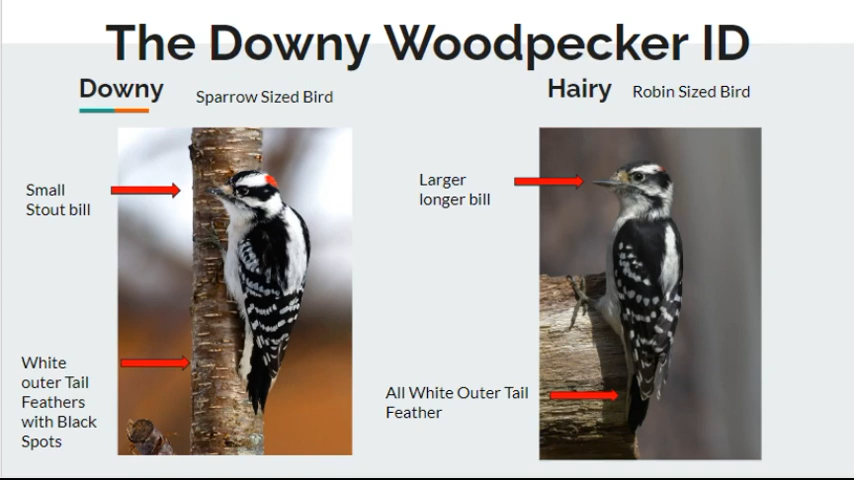 The Downy Woodpecker ID
Downy
Sparrow Sized Bird
Hairy
Robin Sized Bird
Small
Stout bill
Larger
longer bill
White
outer Tail
Feathers
with Black
Spots
All White Outer Tail
Feather